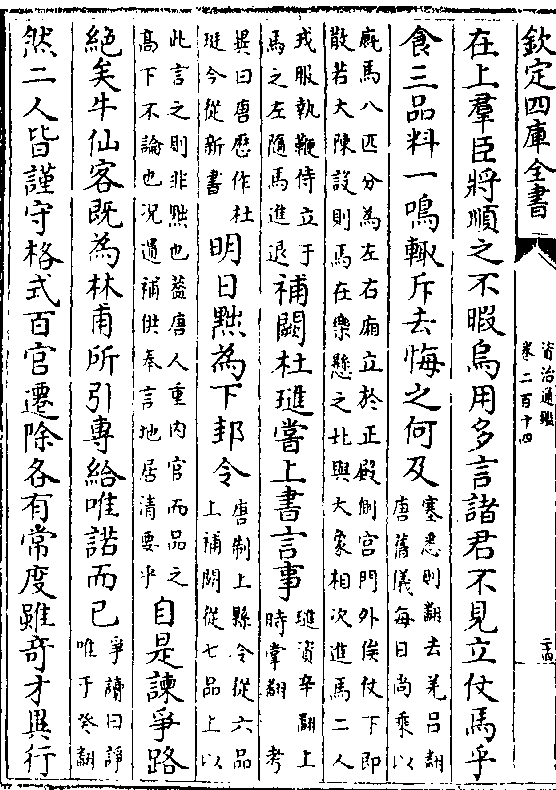 欽定四庫全書
資治通鑑
卷二百十四
在上羣臣將順之不暇烏用多言諸君不見立仗馬乎
食三品料一鳴輒斥去悔之何及
塞悉則翻去羌吕翻
唐舊儀每日尚乘以
廐馬八匹分為左右廂立於正殿側宫門外俟仗下即
散若大陳設則馬在樂懸之北與大象相次進馬二人
戎服執鞭侍立于
馬之左隨馬進退
補闕杜璡嘗上書言事
璡資辛翻上
時掌翻 考
異曰唐歴作杜
璡今從新書
明日黜為下邽令
唐制上縣令從六品
上補闕從七品上以
此言之則非黜也葢唐人重内官而品之
高下不論也况遺補供奉言地居清要乎
自是諫爭路
絶矣牛仙客既為林甫所引專給唯諾而已
爭讀曰諍
唯于癸翻
然二人皆謹守格式百官遷除各有常度雖奇才異行